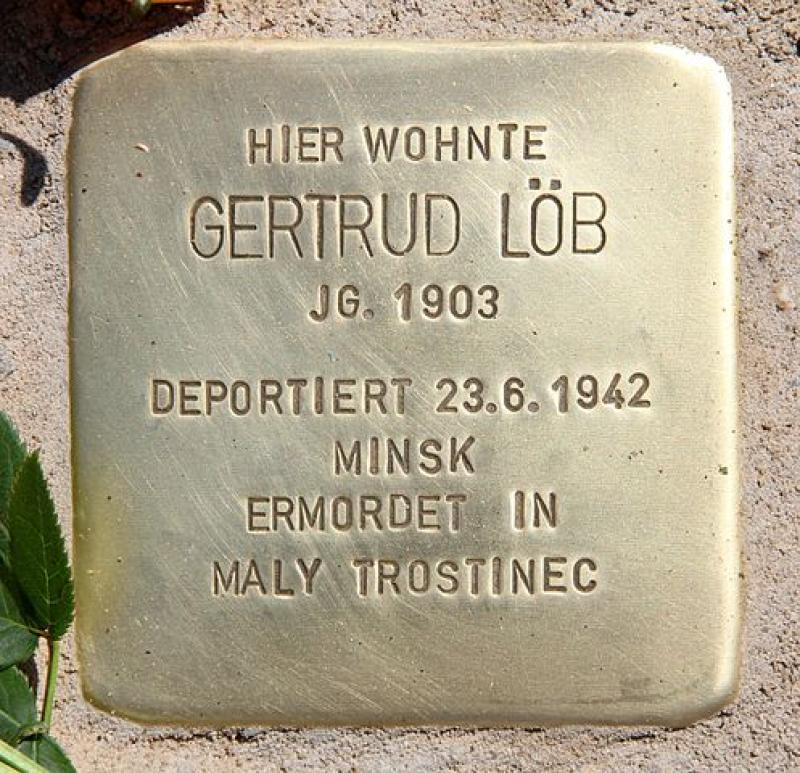 HIER WOHNTE
GERTRUD LÖB
JG. 1903
DEPORTIERT 23.6.1942
MINSK
ERMORDET IN
MALY TROSTINEC